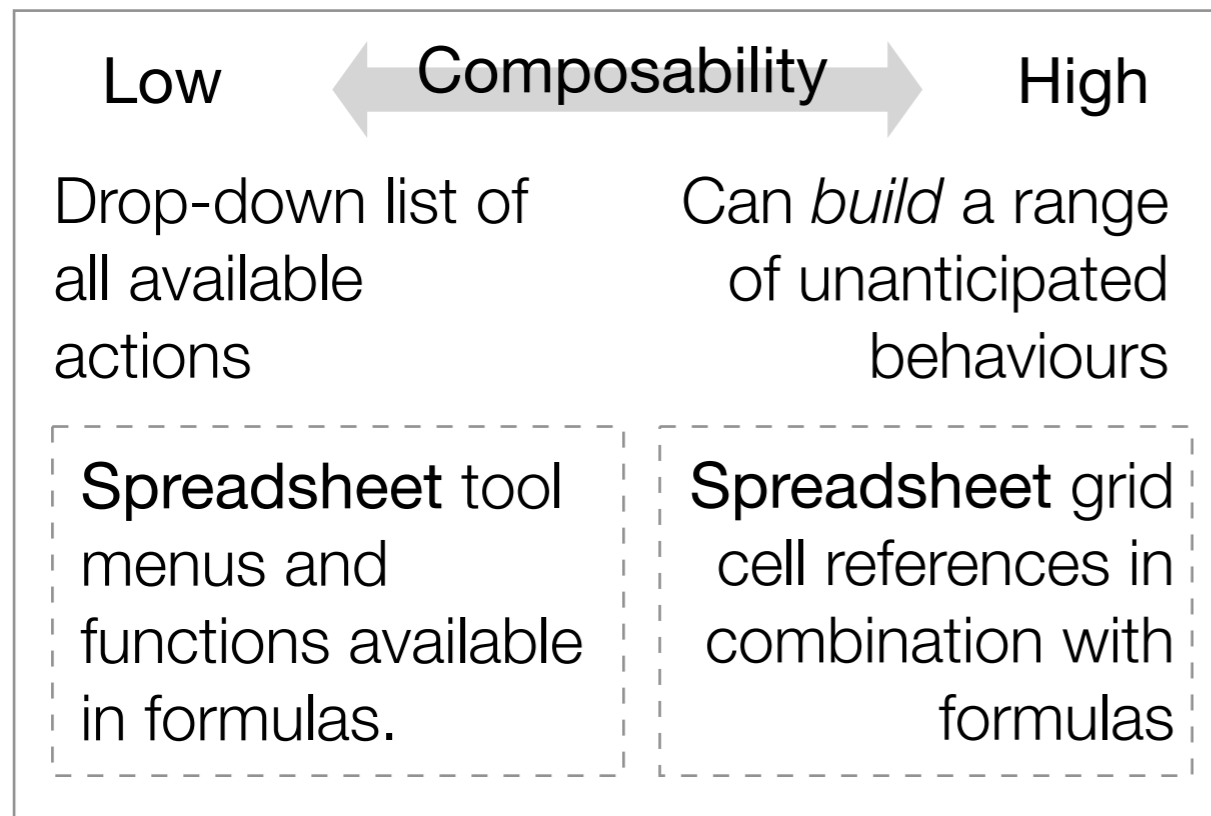 Low Composability High
Drop-down list of
all available
actions
Can build a range
of unanticipated
behaviours
Spreadsheet tool
menus and
functions available
in formulas.
Spreadsheet grid
cell references in
combination with
formulas